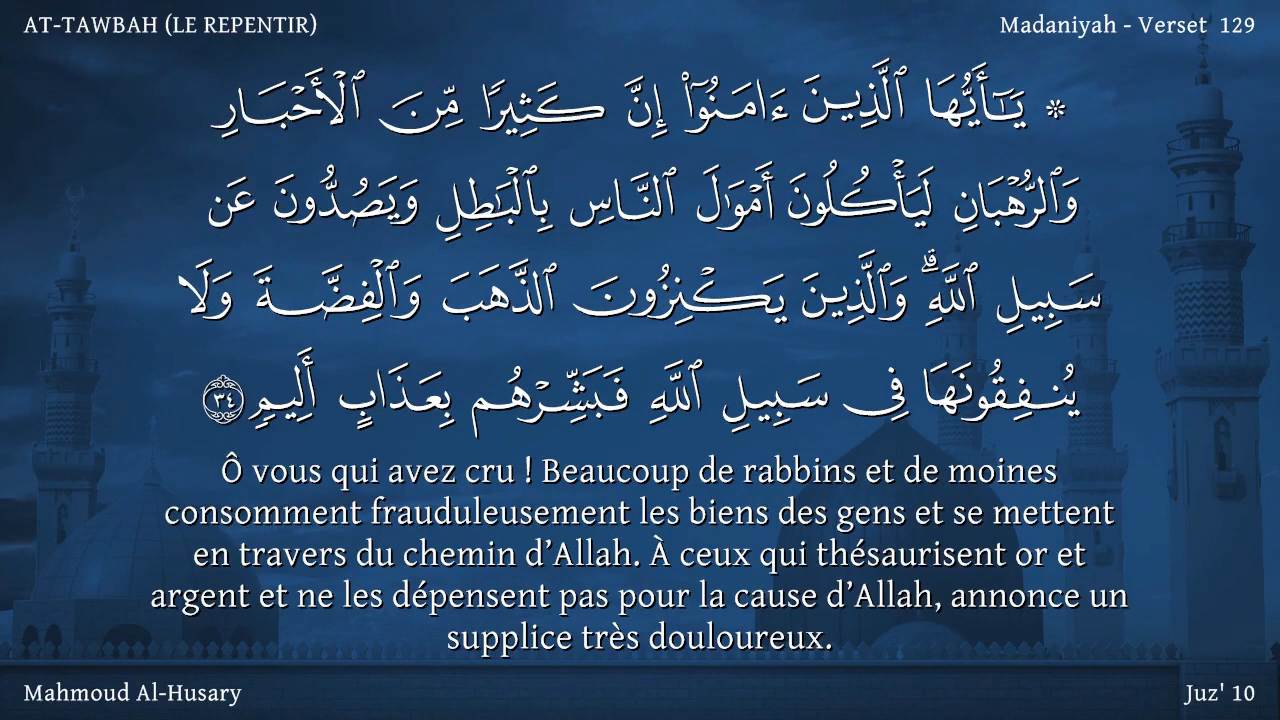 AT-TAWBAH (LE REPENTIR)
Madaniyah - Verset 129
۞ يَـٰٓأَيُّهَا ٱلَّذِينَ ءَامَنُوٓا۟ إِنَّ كَثِيرًا مِّنَ ٱلْأَحْبَارِ
وَٱلرُّهْبَانِ لَيَأْكُلُونَ أَمْوَٰلَ ٱلنَّاسِ بِٱلْبَـٰطِلِ وَيَصُدُّونَ عَن
سَبِيلِ ٱللَّهِ ۗ وَٱلَّذِينَ يَكْنِزُونَ ٱلذَّهَبَ وَٱلْفِضَّةَ وَلَا
يُنفِقُونَهَا فِى سَبِيلِ ٱللَّهِ فَبَشِّرْهُم بِعَذَابٍ أَلِيمٍ ٣٤
Ô vous qui avez cru ! Beaucoup de rabbins et de moines
consomment frauduleusement les biens des gens et se mettent
en travers du chemin d’Allah. À ceux qui thésaurisent or et
argent et ne les dépensent pas pour la cause d’Allah, annonce un
supplice très douloureux.
Mahmoud Al-Husary
Juz' 10